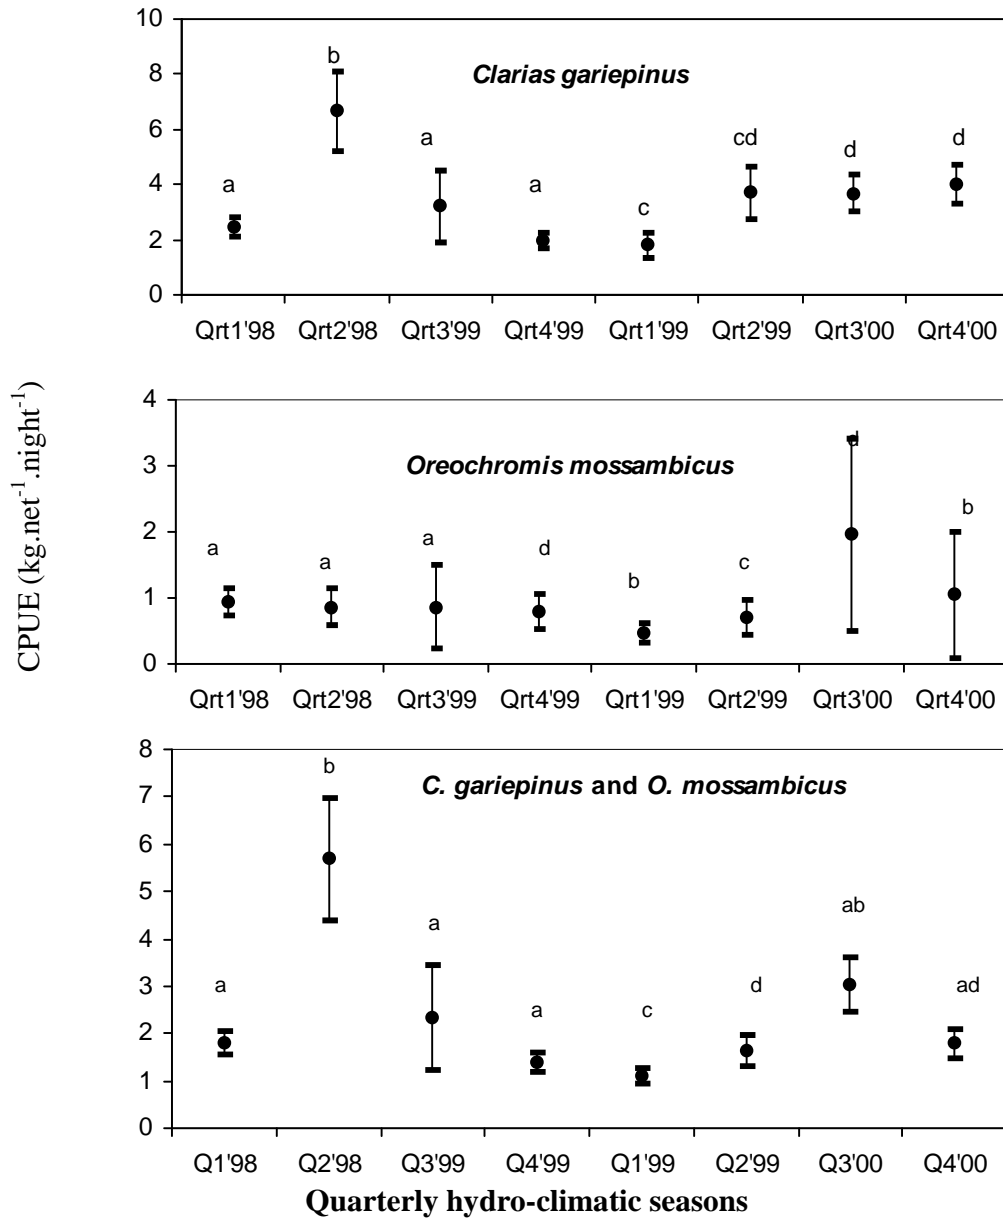 10
8
6
4
2
0
Clarias gariepinus
a b a a c cd d d
Qrt1'98 Qrt2'98 Qrt3'99 Qrt4'99 Qrt1'99 Qrt2'99 Qrt3'00 Qrt4'00
CPUE (kg.net⁻¹.night⁻¹)
4
3
2
1
0
Oreochromis mossambicus
a a a d b c d b
Qrt1'98 Qrt2'98 Qrt3'99 Qrt4'99 Qrt1'99 Qrt2'99 Qrt3'00 Qrt4'00
8
7
6
5
4
3
2
1
0
C. gariepinus and O. mossambicus
a b a a c d ab ad
Q1'98 Q2'98 Q3'99 Q4'99 Q1'99 Q2'99 Q3'00 Q4'00
Quarterly hydro-climatic seasons